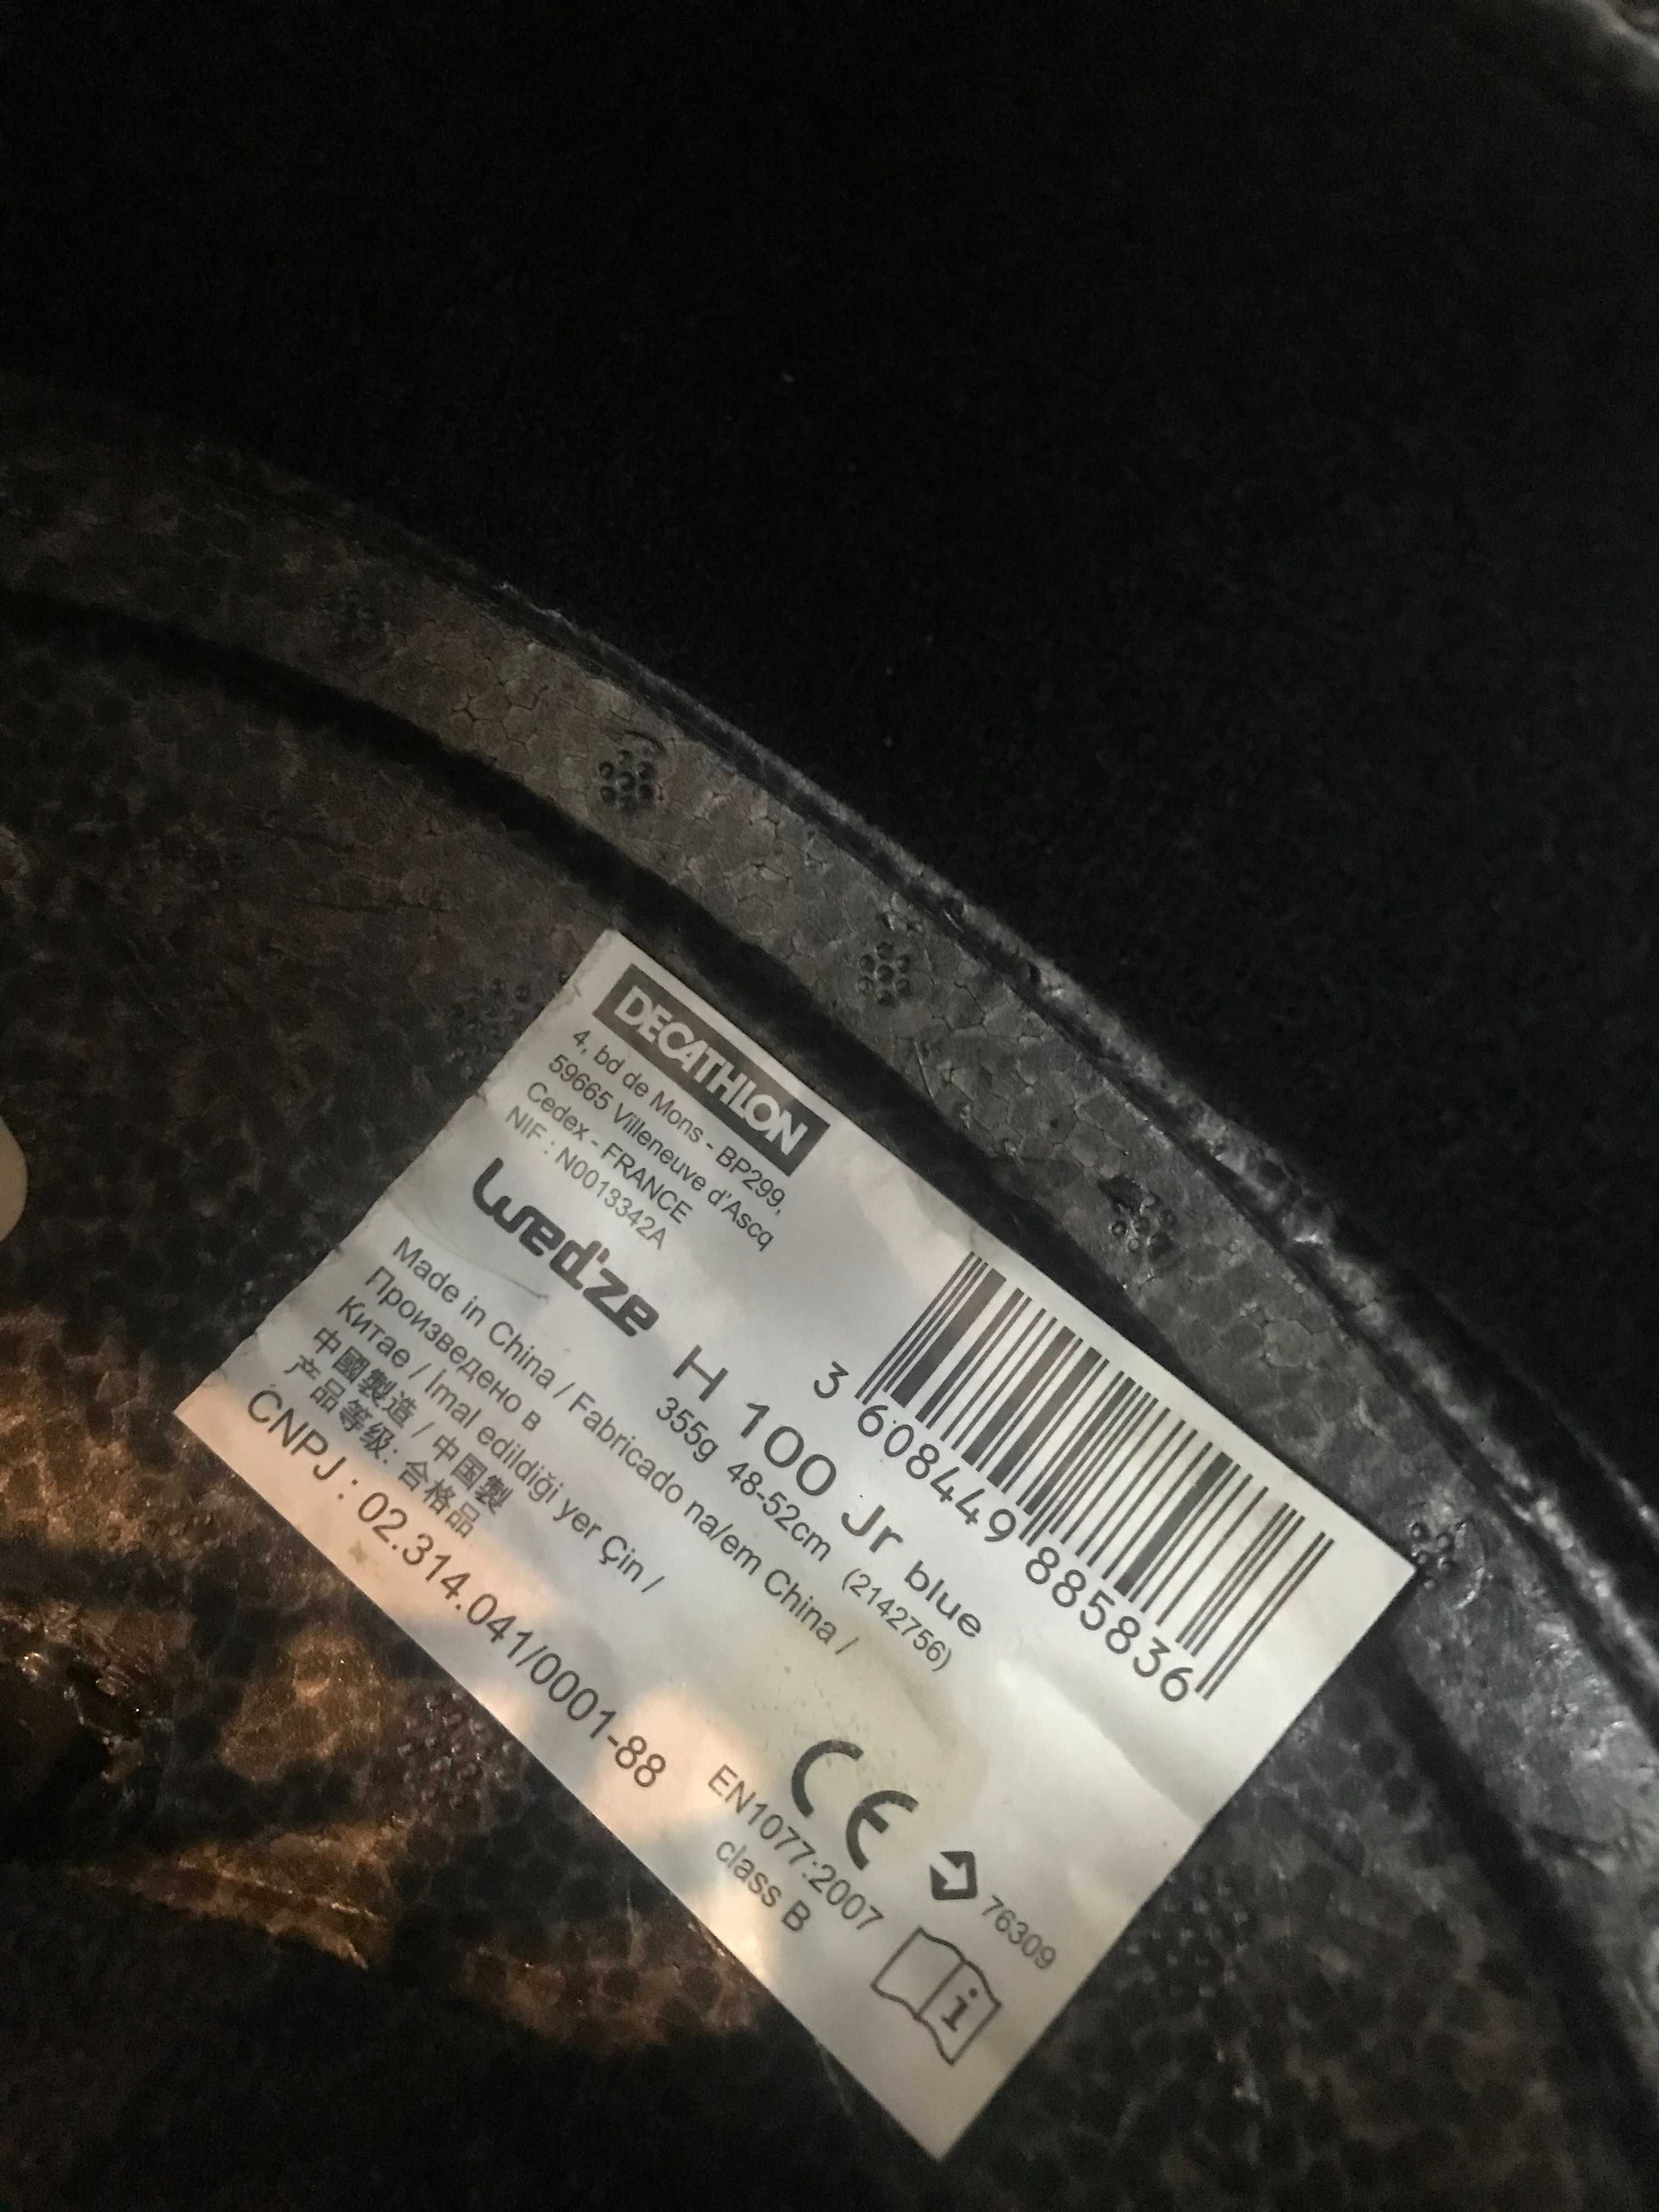 DECATHLON
4, bd de Mons - BP299,
59665 Villeneuve d'Ascq
Cedex - FRANCE
NIF : N0013342A
3 608449 885836
wed'ze H 100 Jr blue
355g 48-52cm (2142756)
Made in China / Fabricado na/em China /
Произведено в
Китае / İmal edildiği yer Çin /
中國製造 / 中国製
产品等级: 合格品
CNPJ : 02.314.041/0001-88
CE
76309
EN1077:2007
class B
i